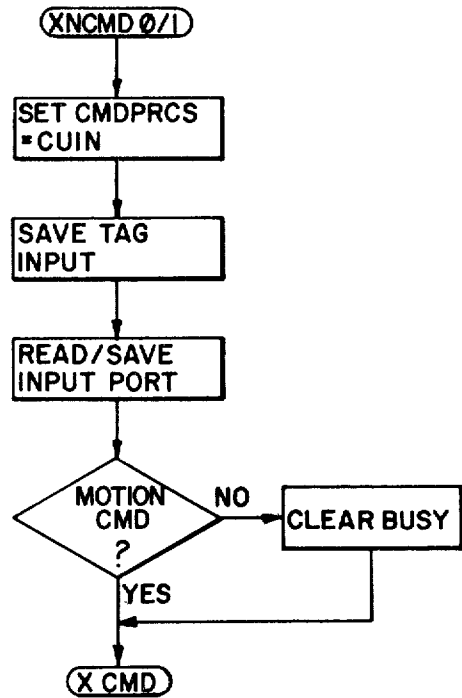 XNCMD 0/1
SET CMDPRCS
=CUIN
SAVE TAG
INPUT
READ/SAVE
INPUT PORT
MOTION
CMD
?
NO
CLEAR BUSY
YES
X CMD